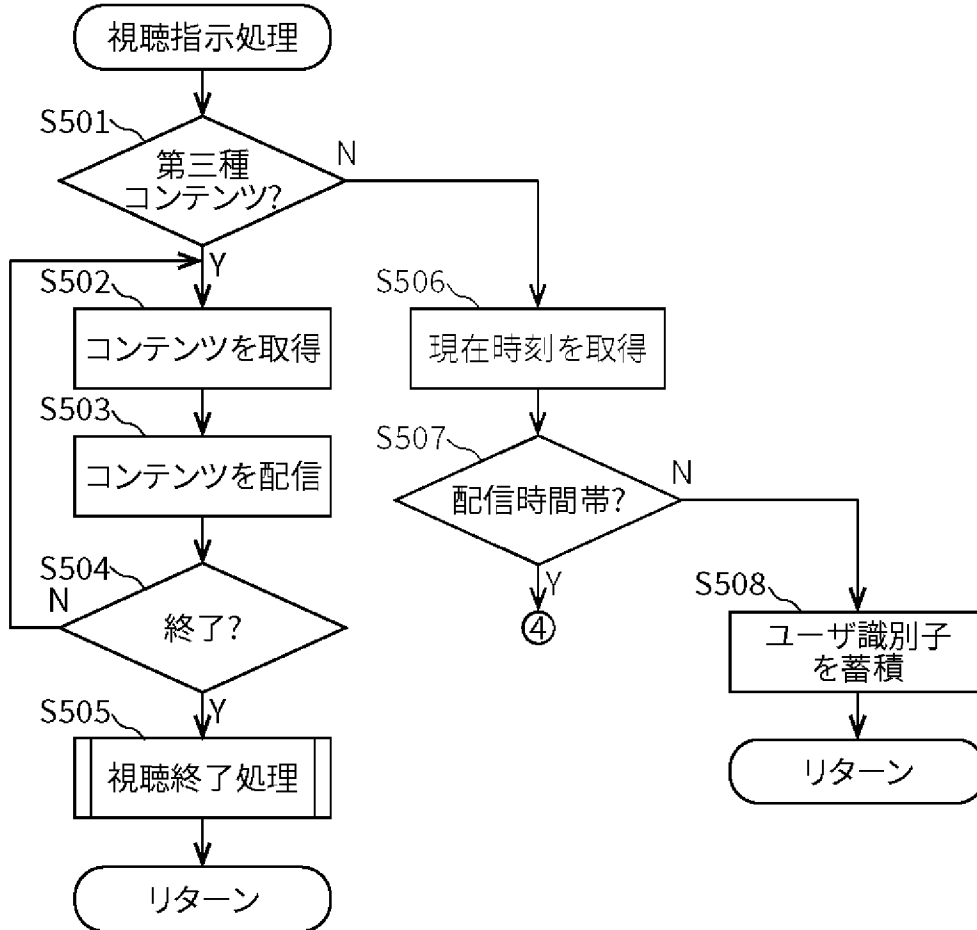 視聴指示処理
S501
第三種
コンテンツ?
N
Y
S502
コンテンツを取得
S503
コンテンツを配信
S504
N
終了?
Y
S505
視聴終了処理
リターン
S506
現在時刻を取得
S507
配信時間帯?
N
Y
④
S508
ユーザ識別子
を蓄積
リターン